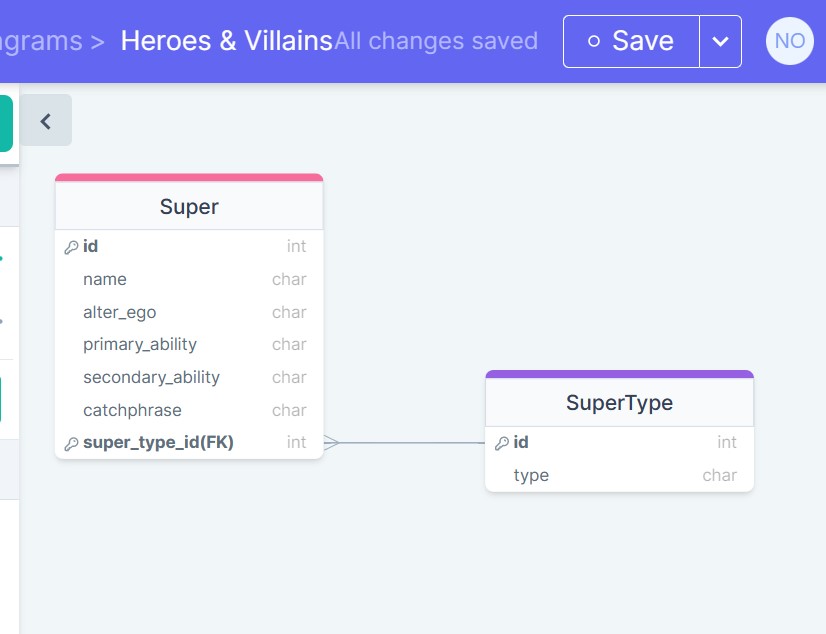 grams > Heroes & Villains All changes saved Save NO
Super
id int
name char
alter_ego char
primary_ability char
secondary_ability char
catchphrase char
super_type_id(FK) int
SuperType
id int
type char